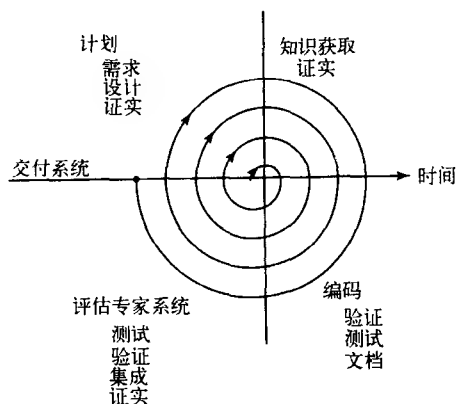 计划
需求
设计
证实
知识获取
证实
交付系统
时间
评估专家系统
测试
验证
集成
证实
编码
验证
测试
文档